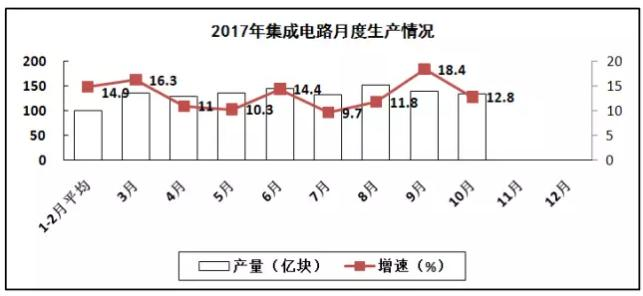 2017年集成电路月度生产情况
200
150
100
50
0
20
15
10
5
0
14.9
16.3
11
10.3
14.4
9.7
11.8
18.4
12.8
1-2月平均
3月
4月
5月
6月
7月
8月
9月
10月
11月
12月
产量（亿块）
增速（%）